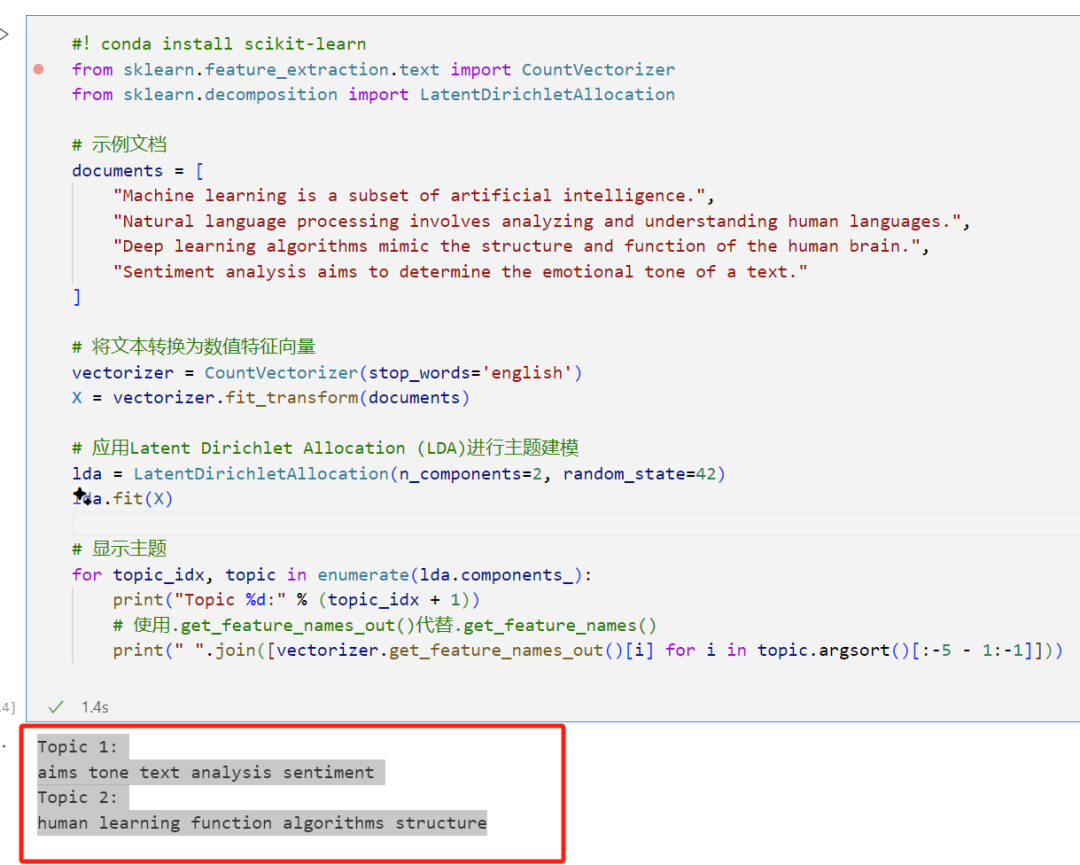 #! conda install scikit-learn
from sklearn.feature_extraction.text import CountVectorizer
from sklearn.decomposition import LatentDirichletAllocation
# 示例文档
documents = [
"Machine learning is a subset of artificial intelligence.",
"Natural language processing involves analyzing and understanding human languages.",
"Deep learning algorithms mimic the structure and function of the human brain.",
"Sentiment analysis aims to determine the emotional tone of a text."
]
# 将文本转换为数值特征向量
vectorizer = CountVectorizer(stop_words='english')
X = vectorizer.fit_transform(documents)
# 应用Latent Dirichlet Allocation (LDA)进行主题建模
lda = LatentDirichletAllocation(n_components=2, random_state=42)
lda.fit(X)
# 显示主题
for topic_idx, topic in enumerate(lda.components_):
print("Topic %d:" % (topic_idx + 1))
# 使用.get_feature_names_out()代替.get_feature_names()
print(" ".join([vectorizer.get_feature_names_out()[i] for i in topic.argsort()[:-5 - 1:-1]]))
4] 1.4s
Topic 1:
aims tone text analysis sentiment
Topic 2:
human learning function algorithms structure